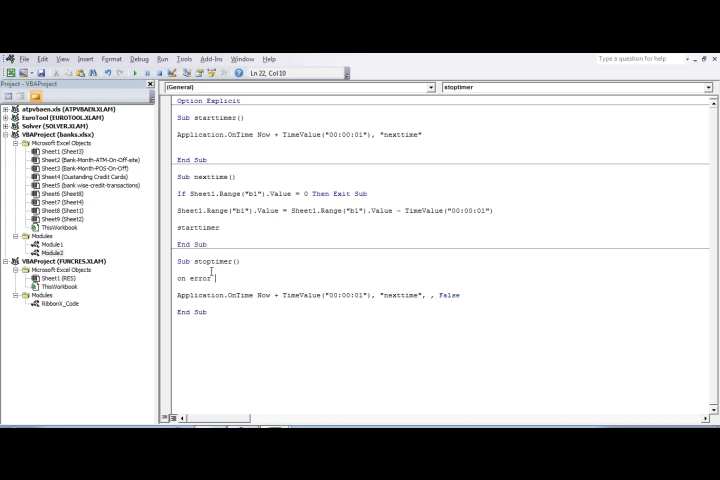 File Edit View Insert Format Debug Run Tools Add-Ins Window Help
Type a question for help
Ln 22, Col 10
Project - VBAProject
(General)
stoptimer
atpvbaen.xls (ATPVBAEN.XLAM)
EuroTool (EUROTOOL.XLAM)
Solver (SOLVER.XLAM)
VBAProject (banks.xlsx)
Microsoft Excel Objects
Sheet1 (Sheet3)
Sheet2 (Bank-Month-ATM-On-Off-site)
Sheet3 (Bank-Month-POS-On-Off)
Sheet4 (Oustanding Credit Cards)
Sheet5 (bank wise-credit-transactions)
Sheet6 (Sheet8)
Sheet7 (Sheet4)
Sheet8 (Sheet1)
Sheet9 (Sheet2)
ThisWorkbook
Modules
Module1
Module2
VBAProject (FUNCRES.XLAM)
Microsoft Excel Objects
Sheet1 (RES)
ThisWorkbook
Modules
RibbonX_Code
Option Explicit
Sub starttimer()
Application.OnTime Now + TimeValue("00:00:01"), "nexttime"
End Sub
Sub nexttime()
If Sheet1.Range("b1").Value = 0 Then Exit Sub
Sheet1.Range("b1").Value = Sheet1.Range("b1").Value - TimeValue("00:00:01")
starttimer
End Sub
Sub stoptimer()
on error
Application.OnTime Now + TimeValue("00:00:01"), "nexttime", , False
End Sub